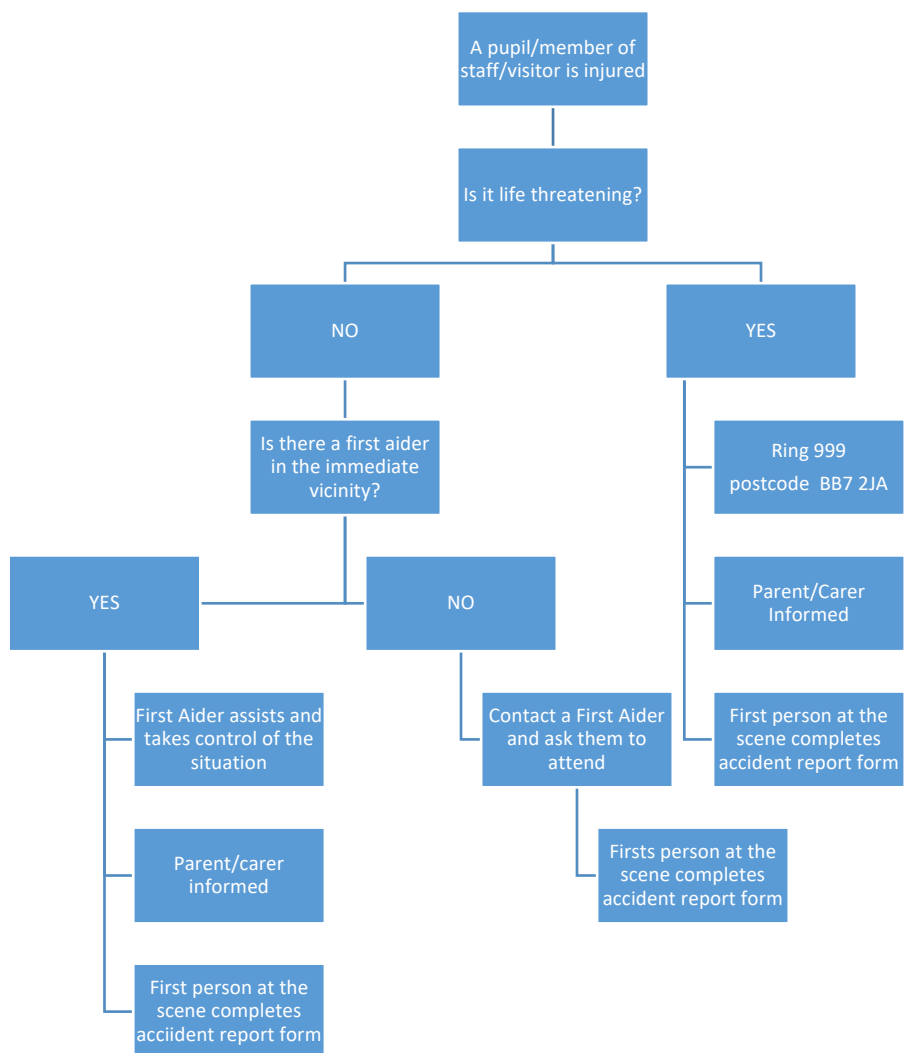 A pupil/member of
staff/visitor is injured
Is it life threatening?
NO
YES
Is there a first aider
in the immediate
vicinity?
Ring 999
postcode  BB7 2JA
YES
NO
Parent/Carer
Informed
First Aider assists and
takes control of the
situation
Contact a First Aider
and ask them to
attend
First person at the
scene completes
accident report form
Parent/carer
informed
Firsts person at the
scene completes
accident report form
First person at the
scene completes
acciident report form